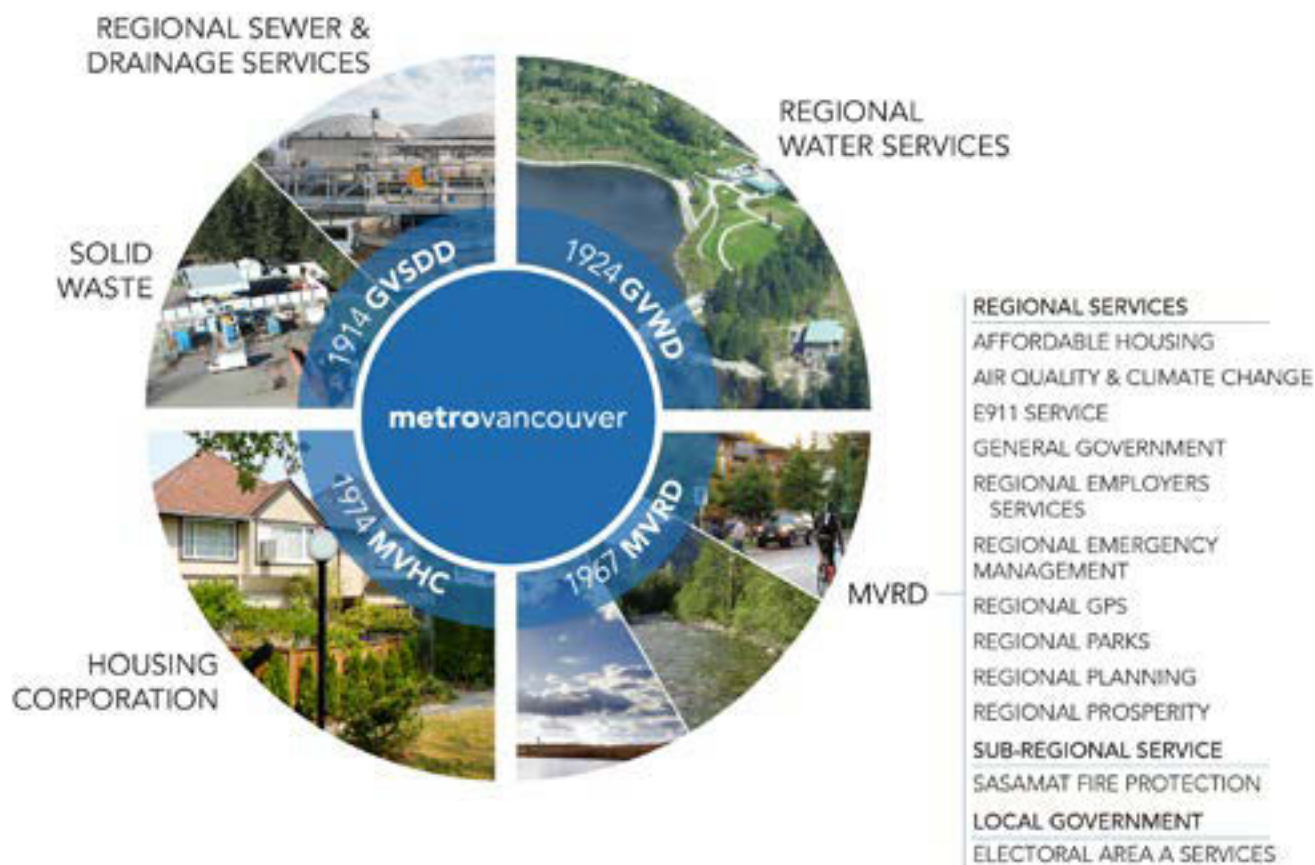 REGIONAL SEWER &
DRAINAGE SERVICES
REGIONAL
WATER SERVICES
SOLID
WASTE
1914 GVSDD
1924 GVWD
metrovancouver
1974 MVHC
1967 MVRD
HOUSING
CORPORATION
MVRD
REGIONAL SERVICES
AFFORDABLE HOUSING
AIR QUALITY & CLIMATE CHANGE
E911 SERVICE
GENERAL GOVERNMENT
REGIONAL EMPLOYERS
SERVICES
REGIONAL EMERGENCY
MANAGEMENT
REGIONAL GPS
REGIONAL PARKS
REGIONAL PLANNING
REGIONAL PROSPERITY
SUB-REGIONAL SERVICE
SASAMAT FIRE PROTECTION
LOCAL GOVERNMENT
ELECTORAL AREA A SERVICES